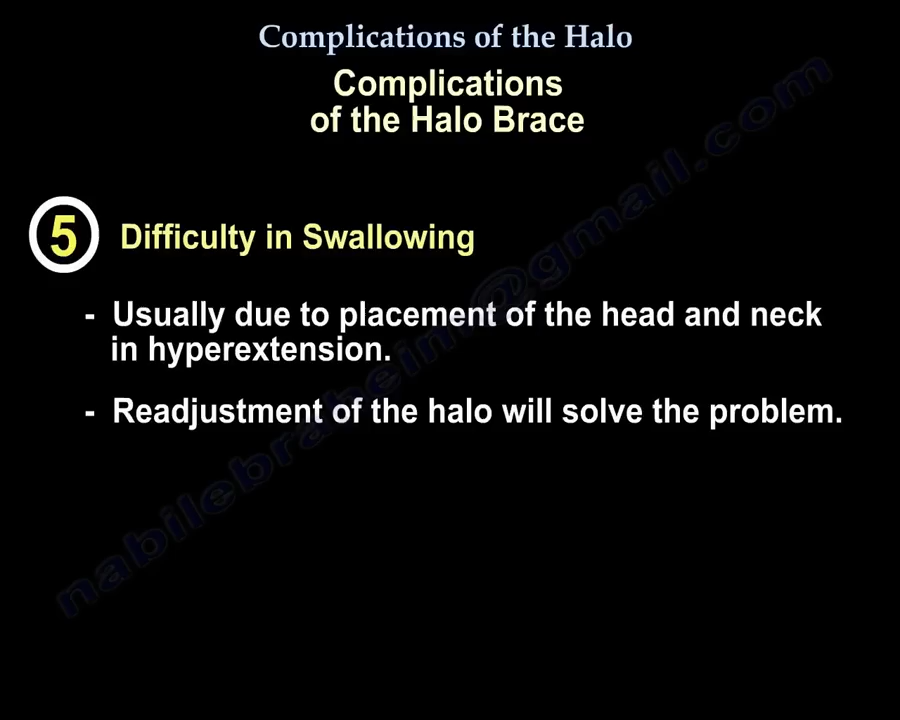 Complications of the Halo
Complications
of the Halo Brace
5 Difficulty in Swallowing
- Usually due to placement of the head and neck
in hyperextension.
- Readjustment of the halo will solve the problem.
nabilebraheim@gmail.com